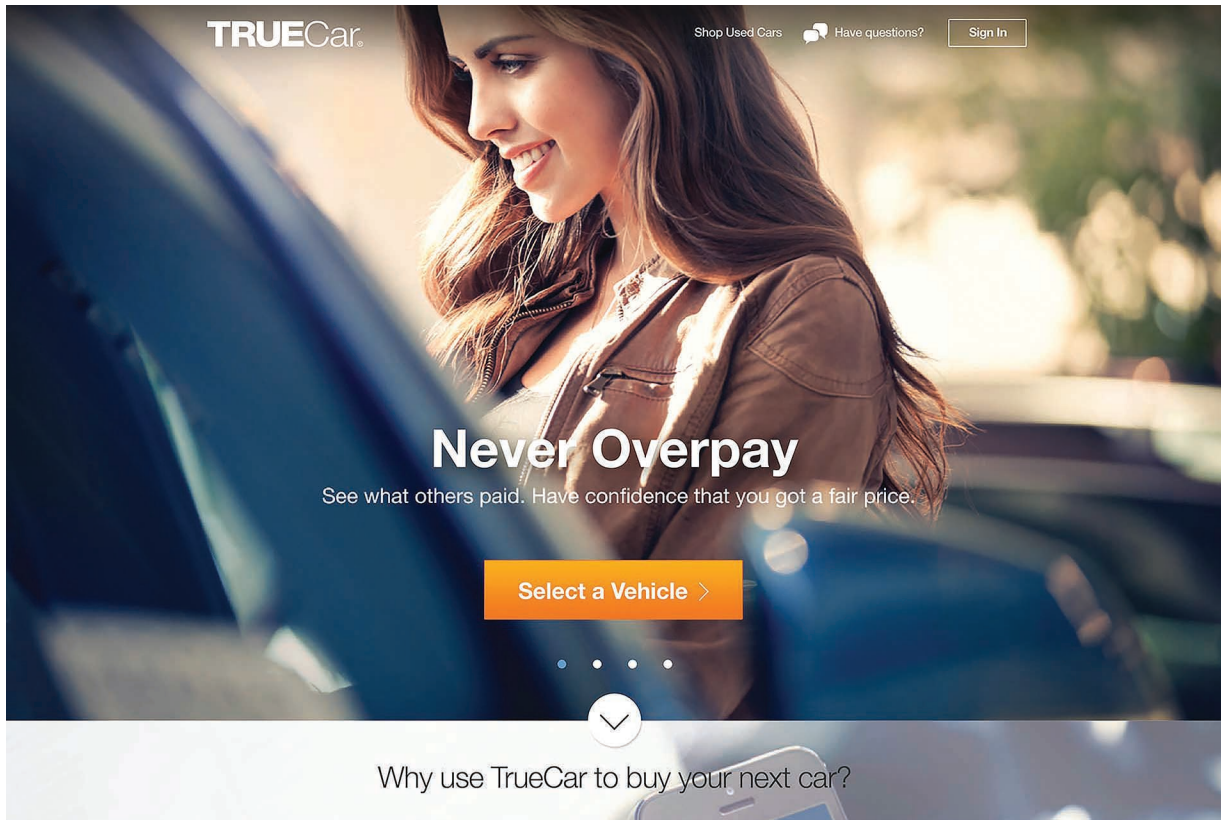 TRUECar®
Shop Used Cars
Have questions?
Sign In
Never Overpay
See what others paid. Have confidence that you got a fair price.
Select a Vehicle >
Why use TrueCar to buy your next car?